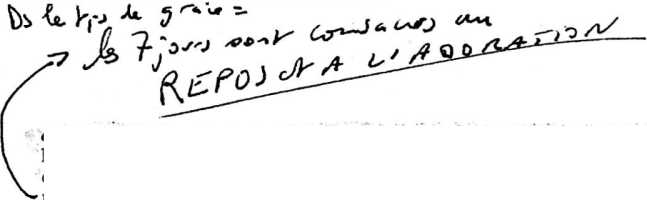 Ds le tps de grâce =
les 7 jours sont consacrés au
REPOS et A L'ADORATION